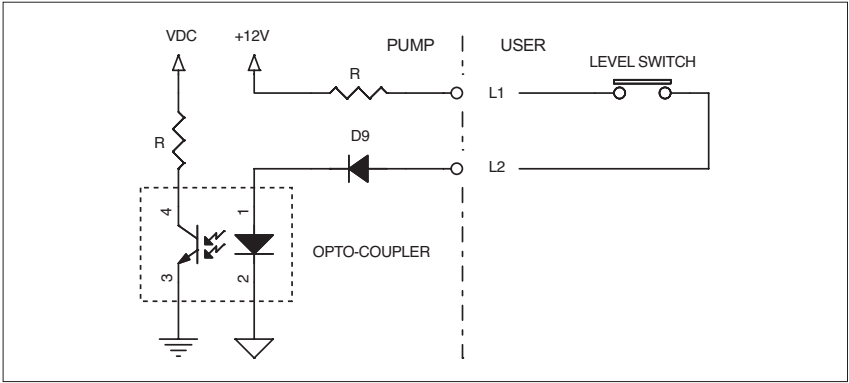 VDC
+12V
PUMP
USER
LEVEL SWITCH
R
L1
R
D9
L2
4
1
OPTO-COUPLER
3
2